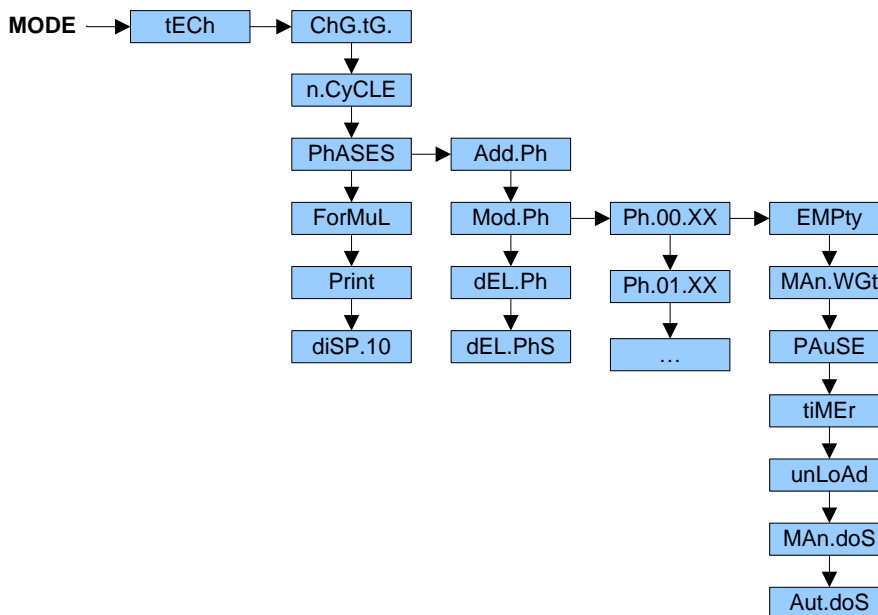 MODE tECh ChG.tG.
n.CyCLE
PhASES Add.Ph
ForMuL Mod.Ph Ph.00.XX EMPty
Print dEL.Ph Ph.01.XX MAn.WGt
diSP.10 dEL.PhS … PAuSE
tiMEr
unLoAd
MAn.doS
Aut.doS